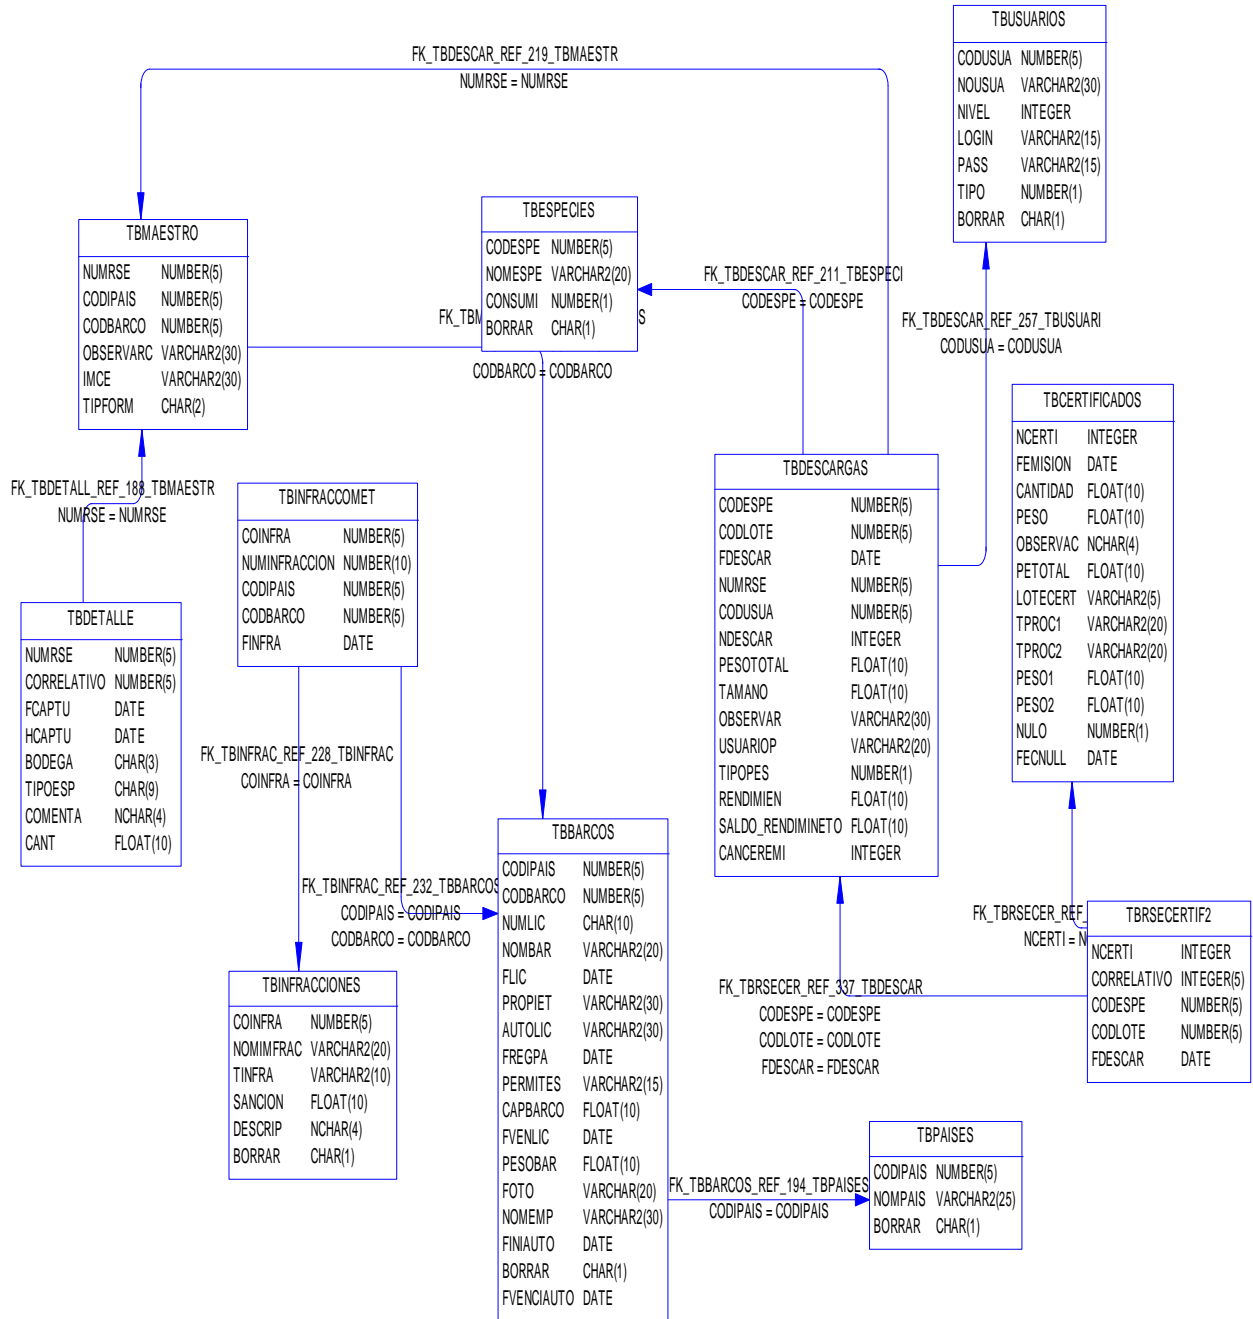 TBUSUARIOS
CODUSUA NUMBER(5)
NOUSUA VARCHAR2(30)
NIVEL INTEGER
LOGIN VARCHAR2(15)
PASS VARCHAR2(15)
TIPO NUMBER(1)
BORRAR CHAR(1)
FK_TBDESCAR_REF_219_TBMAESTR
NUMRSE = NUMRSE
TBMAESTRO
NUMRSE NUMBER(5)
CODIPAIS NUMBER(5)
CODBARCO NUMBER(5)
OBSERVARC VARCHAR2(30)
IMCE VARCHAR2(30)
TIPFORM CHAR(2)
TBESPECIES
CODESPE NUMBER(5)
NOMESPE VARCHAR2(20)
CONSUMI NUMBER(1)
BORRAR CHAR(1)
FK_TBDESCAR_REF_211_TBESPECI
CODESPE = CODESPE
FK_TBDESCAR_REF_257_TBUSUARI
CODUSUA = CODUSUA
S
CODBARCO = CODBARCO
TBCERTIFICADOS
NCERTI INTEGER
FEMISION DATE
CANTIDAD FLOAT(10)
PESO FLOAT(10)
OBSERVAC NCHAR(4)
PETOTAL FLOAT(10)
LOTECERT VARCHAR2(5)
TPROC1 VARCHAR2(20)
TPROC2 VARCHAR2(20)
PESO1 FLOAT(10)
PESO2 FLOAT(10)
NULO NUMBER(1)
FECNULL DATE
TBDESCARGAS
CODESPE NUMBER(5)
CODLOTE NUMBER(5)
FDESCAR DATE
NUMRSE NUMBER(5)
CODUSUA NUMBER(5)
NDESCAR INTEGER
PESOTOTAL FLOAT(10)
TAMANO FLOAT(10)
OBSERVAR VARCHAR2(30)
USUARIOP VARCHAR2(20)
TIPOPES NUMBER(1)
RENDIMIEN FLOAT(10)
SALDO_RENDIMINETO FLOAT(10)
CANCEREMI INTEGER
FK_TBDETALL_REF_188_TBMAESTR
NUMRSE = NUMRSE
TBINFRACCOMET
COINFRA NUMBER(5)
NUMINFRACCION NUMBER(10)
CODIPAIS NUMBER(5)
CODBARCO NUMBER(5)
FINFRA DATE
TBDETALLE
NUMRSE NUMBER(5)
CORRELATIVO NUMBER(5)
FCAPTU DATE
HCAPTU DATE
BODEGA CHAR(3)
TIPOESP CHAR(9)
COMENTA NCHAR(4)
CANT FLOAT(10)
FK_TBINFRAC_REF_228_TBINFRAC
COINFRA = COINFRA
FK_TBINFRAC_REF_232_TBBARCOS
CODIPAIS = CODIPAIS
CODBARCO = CODBARCO
TBBARCOS
CODIPAIS NUMBER(5)
CODBARCO NUMBER(5)
NUMLIC CHAR(10)
NOMBAR VARCHAR2(20)
FLIC DATE
PROPIET VARCHAR2(30)
AUTOLIC VARCHAR2(30)
FREGPA DATE
PERMITES VARCHAR2(15)
CAPBARCO FLOAT(10)
FVENLIC DATE
PESOBAR FLOAT(10)
FOTO VARCHAR(20)
NOMEMP VARCHAR2(30)
FINIAUTO DATE
BORRAR CHAR(1)
FVENCIAUTO DATE
TBINFRACCIONES
COINFRA NUMBER(5)
NOMIMFRAC VARCHAR2(20)
TINFRA VARCHAR2(10)
SANCION FLOAT(10)
DESCRIP NCHAR(4)
BORRAR CHAR(1)
FK_TBRSECER_REF_337_TBDESCAR
CODESPE = CODESPE
CODLOTE = CODLOTE
FDESCAR = FDESCAR
FK_TBRSECER_REF_
NCERTI = N
TBRSECERTIF2
NCERTI INTEGER
CORRELATIVO INTEGER(5)
CODESPE NUMBER(5)
CODLOTE NUMBER(5)
FDESCAR DATE
FK_TBBARCOS_REF_194_TBPAISES
CODIPAIS = CODIPAIS
TBPAISES
CODIPAIS NUMBER(5)
NOMPAIS VARCHAR2(25)
BORRAR CHAR(1)